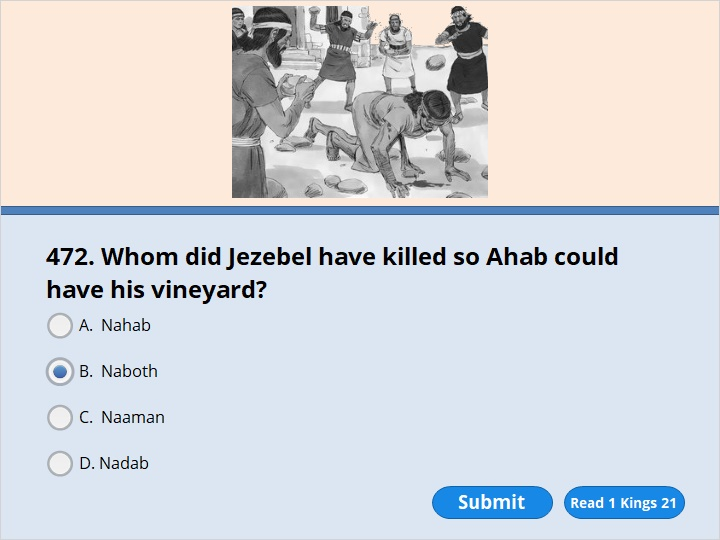 472. Whom did Jezebel have killed so Ahab could
have his vineyard?
A. Nahab
B. Naboth
C. Naaman
D. Nadab
Submit
Read 1 Kings 21